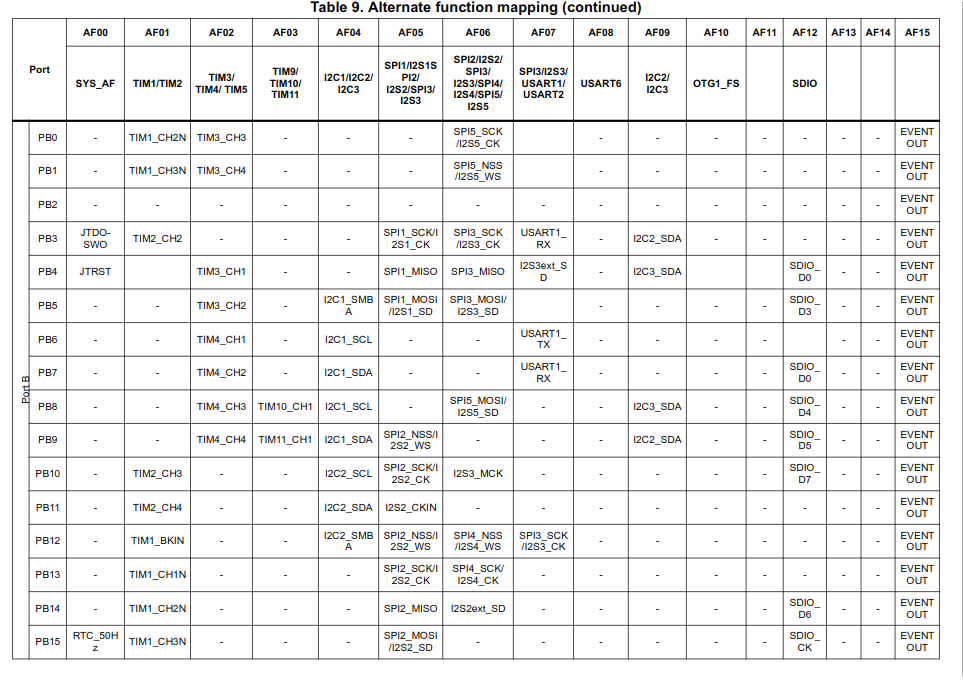 Table 9. Alternate function mapping (continued)
Port AF00 AF01 AF02 AF03 AF04 AF05 AF06 AF07 AF08 AF09 AF10 AF11 AF12 AF13 AF14 AF15
SYS_AF TIM1/TIM2 TIM3/ TIM4/ TIM5 TIM9/ TIM10/ TIM11 I2C1/I2C2/ I2C3 SPI1/I2S1S PI2/ I2S2/SPI3/ I2S3 SPI2/I2S2/ SPI3/ I2S3/SPI4/ I2S4/SPI5/ I2S5 SPI3/I2S3/ USART1/ USART2 USART6 I2C2/ I2C3 OTG1_FS SDIO
Port B
PB0 - TIM1_CH2N TIM3_CH3 - - - SPI5_SCK /I2S5_CK - - - - - - - EVENT OUT
PB1 - TIM1_CH3N TIM3_CH4 - - - SPI5_NSS /I2S5_WS - - - - - - - EVENT OUT
PB2 - - - - - - - - - - - - - - EVENT OUT
PB3 JTDO- SWO TIM2_CH2 - - - SPI1_SCK/I 2S1_CK SPI3_SCK /I2S3_CK USART1_ RX - I2C2_SDA - - - - - EVENT OUT
PB4 JTRST TIM3_CH1 - - SPI1_MISO SPI3_MISO I2S3ext_S D - I2C3_SDA - - SDIO_ D0 - - EVENT OUT
PB5 - - TIM3_CH2 - I2C1_SMB A SPI1_MOSI /I2S1_SD SPI3_MOSI/ I2S3_SD - - - - SDIO_ D3 - - EVENT OUT
PB6 - - TIM4_CH1 - I2C1_SCL - - USART1_ TX - - - - - - - EVENT OUT
PB7 - - TIM4_CH2 - I2C1_SDA - - USART1_ RX - - - - SDIO_ D0 - - EVENT OUT
PB8 - - TIM4_CH3 TIM10_CH1 I2C1_SCL - SPI5_MOSI/ I2S5_SD - - I2C3_SDA - - SDIO_ D4 - - EVENT OUT
PB9 - - TIM4_CH4 TIM11_CH1 I2C1_SDA SPI2_NSS/I 2S2_WS - - - I2C2_SDA - - SDIO_ D5 - - EVENT OUT
PB10 - TIM2_CH3 - - I2C2_SCL SPI2_SCK/I 2S2_CK I2S3_MCK - - - - - SDIO_ D7 - - EVENT OUT
PB11 - TIM2_CH4 - - I2C2_SDA I2S2_CKIN - - - - - - - - - EVENT OUT
PB12 - TIM1_BKIN - - I2C2_SMB A SPI2_NSS/I 2S2_WS SPI4_NSS /I2S4_WS SPI3_SCK /I2S3_CK - - - - - - - EVENT OUT
PB13 - TIM1_CH1N - - - SPI2_SCK/I 2S2_CK SPI4_SCK/ I2S4_CK - - - - - - - - EVENT OUT
PB14 - TIM1_CH2N - - - SPI2_MISO I2S2ext_SD - - - - - SDIO_ D6 - - EVENT OUT
PB15 RTC_50H z TIM1_CH3N - - - SPI2_MOSI /I2S2_SD - - - - - - SDIO_ CK - - EVENT OUT